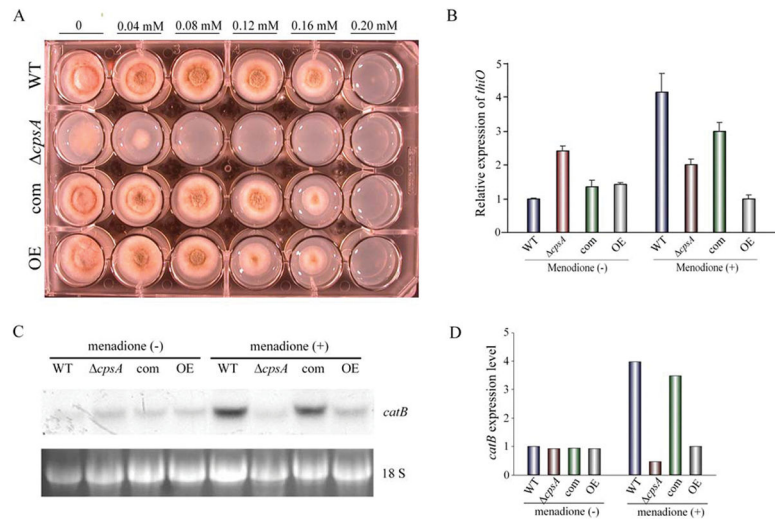 A
0 0.04 mM 0.08 mM 0.12 mM 0.16 mM 0.20 mM
WT
ΔcpsA
com
OE
B
Relative expression of thiO
5
4
3
2
1
0
WT ΔcpsA com OE WT ΔcpsA com OE
Menodione (-) Menodione (+)
C
menadione (-) menadione (+)
WT ΔcpsA com OE WT ΔcpsA com OE
catB
18 S
D
catB expression level
5
4
3
2
1
0
WT ΔcpsA com OE WT ΔcpsA com OE
menadione (-) menadione (+)